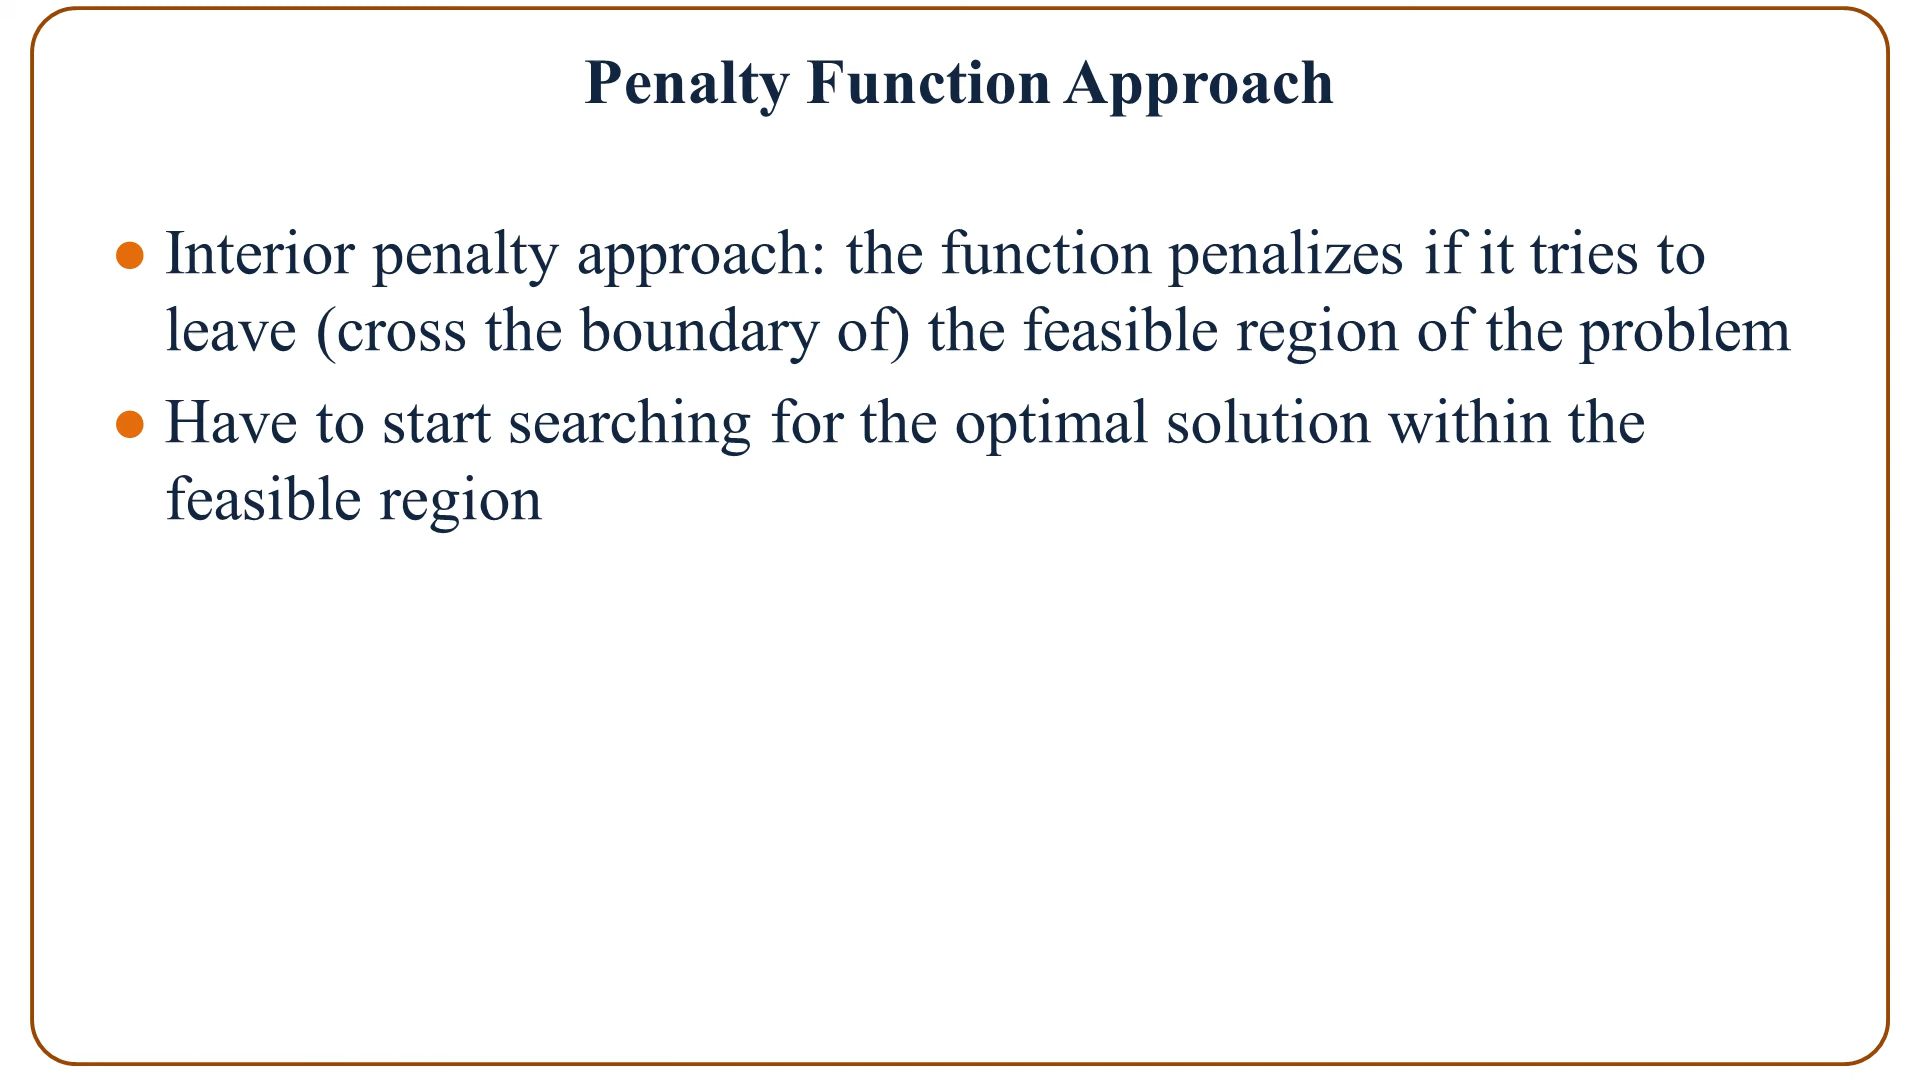 Penalty Function Approach
● Interior penalty approach: the function penalizes if it tries to
leave (cross the boundary of) the feasible region of the problem
● Have to start searching for the optimal solution within the
feasible region